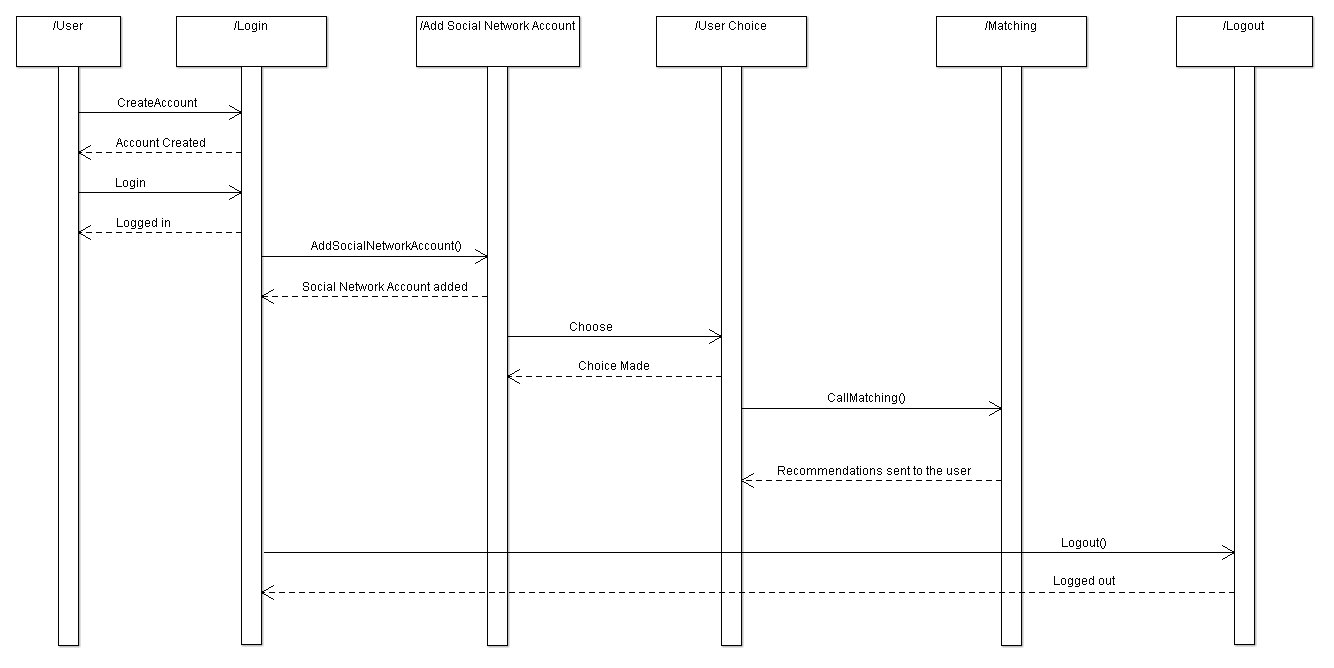 /User
/Login
/Add Social Network Account
/User Choice
/Matching
/Logout
CreateAccount
Account Created
Login
Logged in
AddSocialNetworkAccount()
Social Network Account added
Choose
Choice Made
CallMatching()
Recommendations sent to the user
Logout()
Logged out